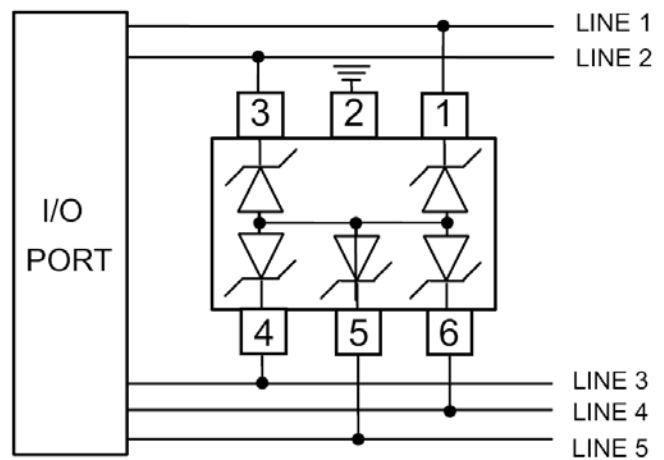 LINE 1
LINE 2
3 2 1
I/O
PORT
4 5 6
LINE 3
LINE 4
LINE 5